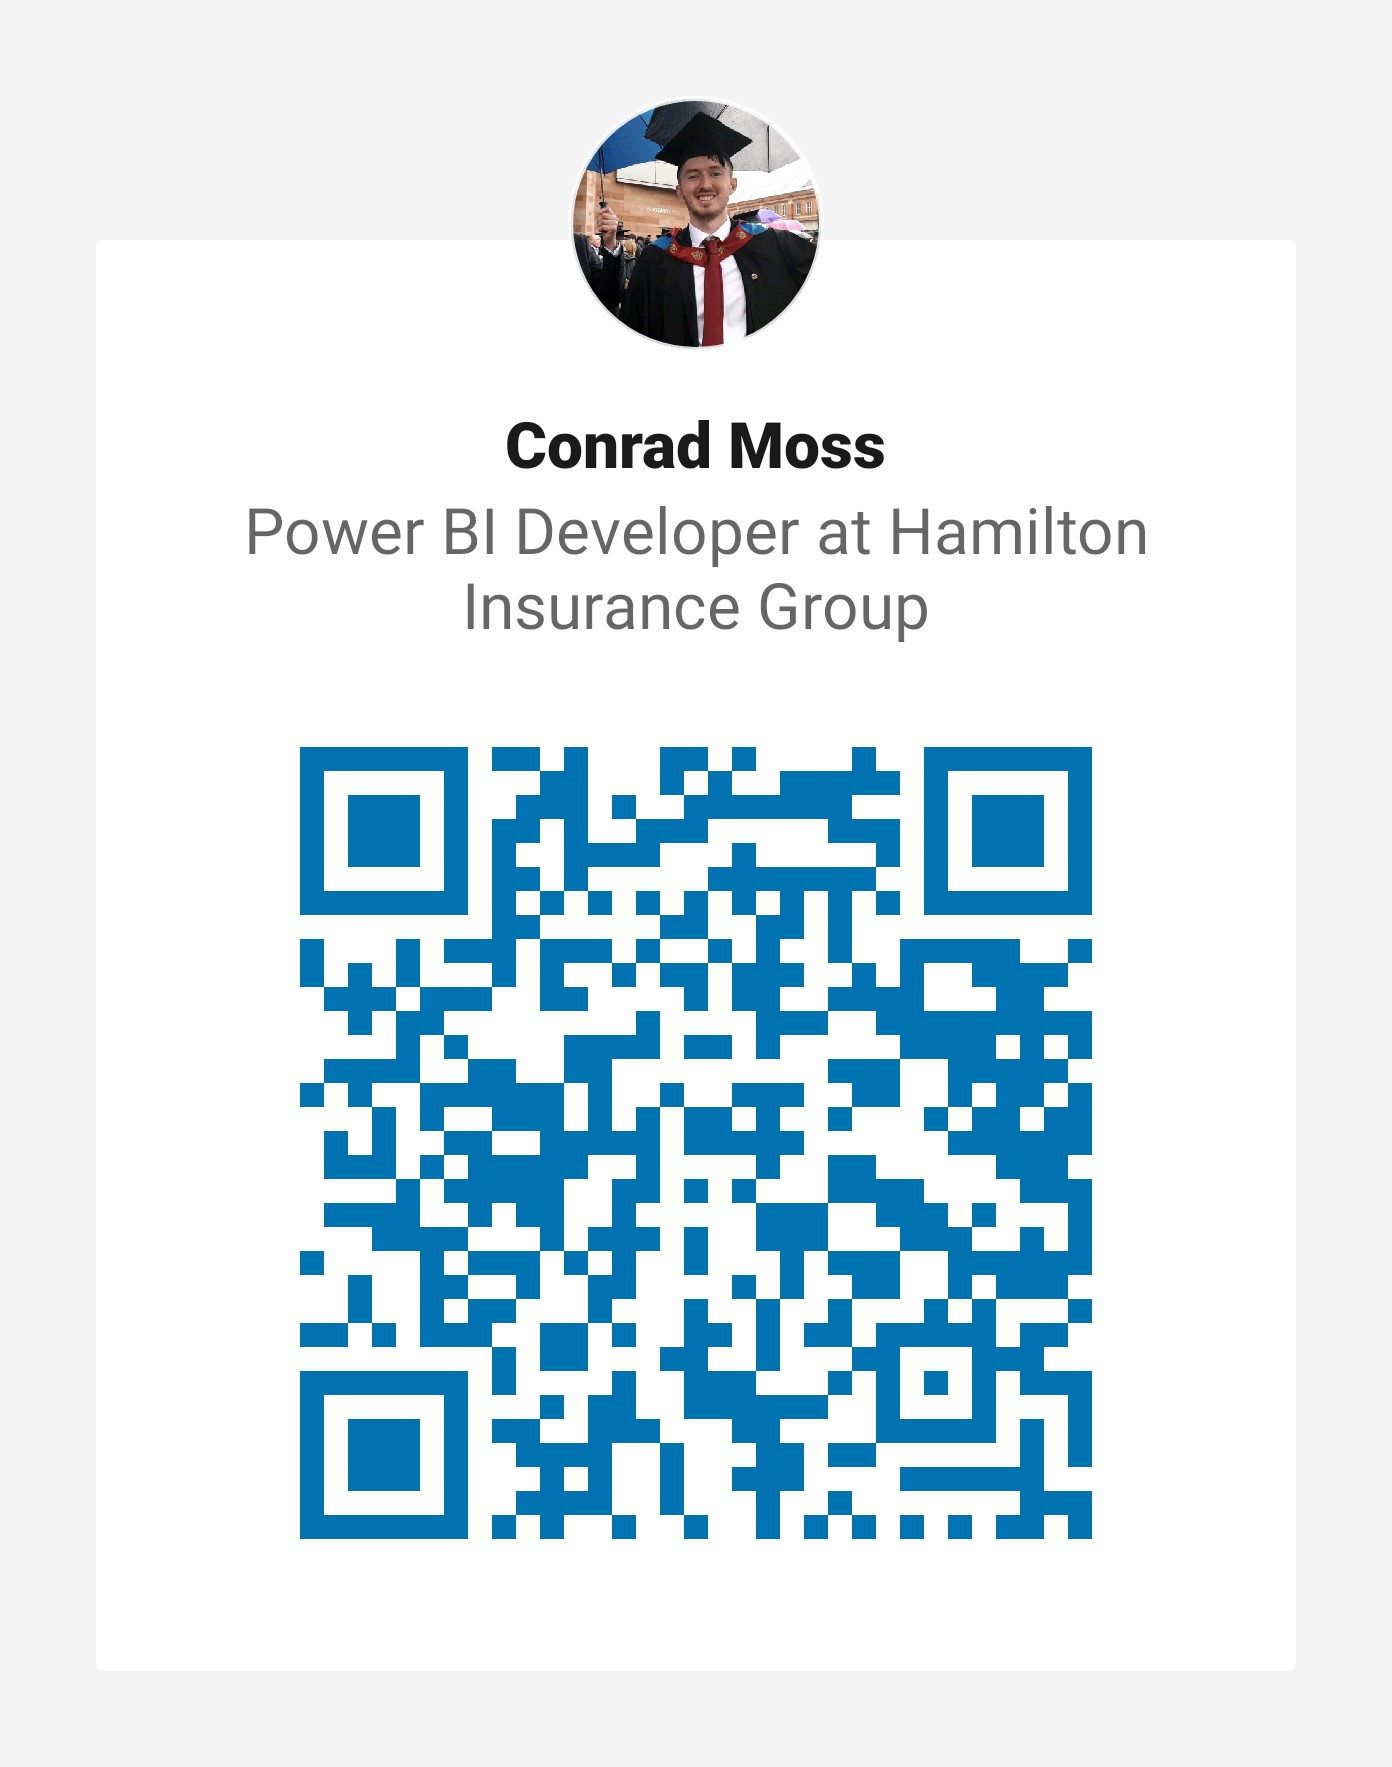 Conrad Moss
Power BI Developer at Hamilton
Insurance Group